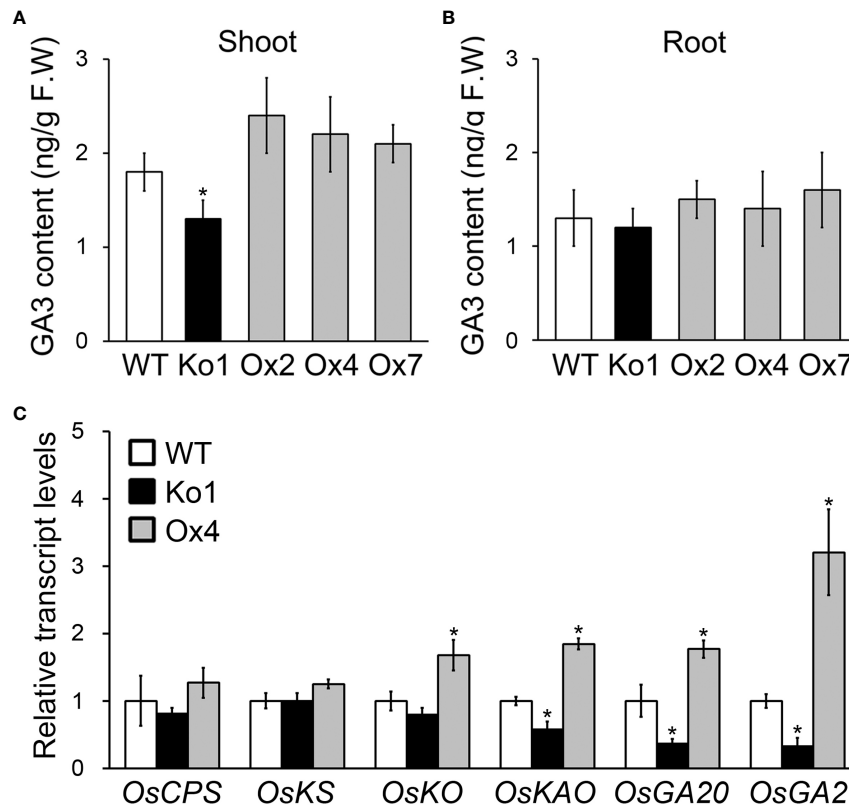 A
Shoot
GA3 content (ng/g F.W)
3
2
1
0
*
WT Ko1 Ox2 Ox4 Ox7
B
Root
GA3 content (ng/g F.W)
3
2
1
0
WT Ko1 Ox2 Ox4 Ox7
C
Relative transcript levels
5
4
3
2
1
0
WT
Ko1
Ox4
* * * * * * *
OsCPS OsKS OsKO OsKAO OsGA20 OsGA2